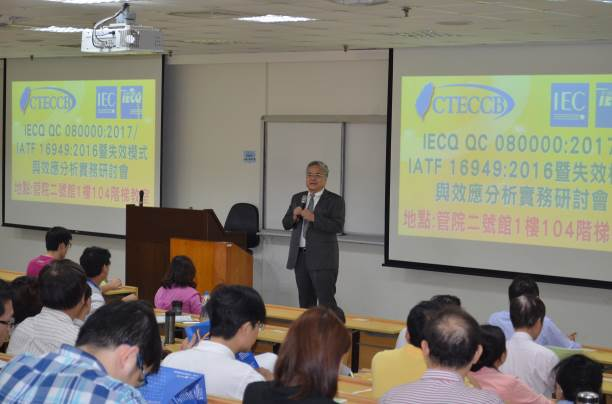 CTECCB
IEC
IECQ
IECQ QC 080000:2017/
IATF 16949:2016暨失效模式
與效應分析實務研討會
地點:管院二號館1樓104階梯教
CTECCB
IEC
IECQ QC 080000:2017
IATF 16949:2016暨失效模
與效應分析實務研討會
地點:管院二號館1樓104階梯